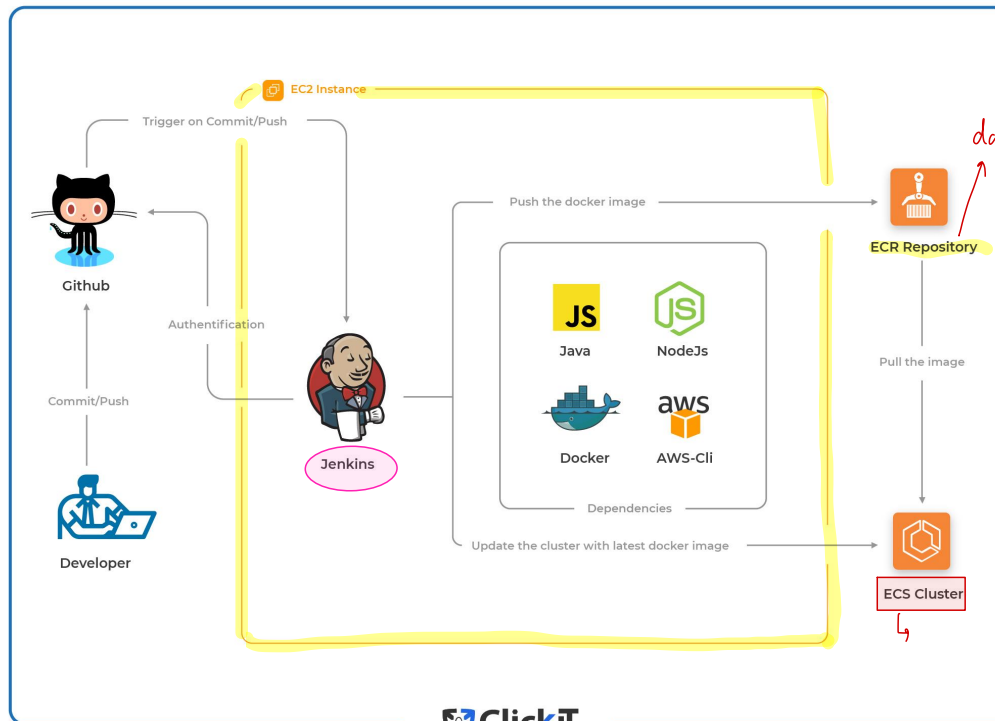 EC2 Instance
Trigger on Commit/Push
Push the docker image
ECR Repository
Github
JS
JS
Java
NodeJs
Authentification
Pull the image
Commit/Push
aws
Jenkins
Docker
AWS-Cli
Dependencies
Update the cluster with latest docker image
Developer
ECS Cluster
ClickIT